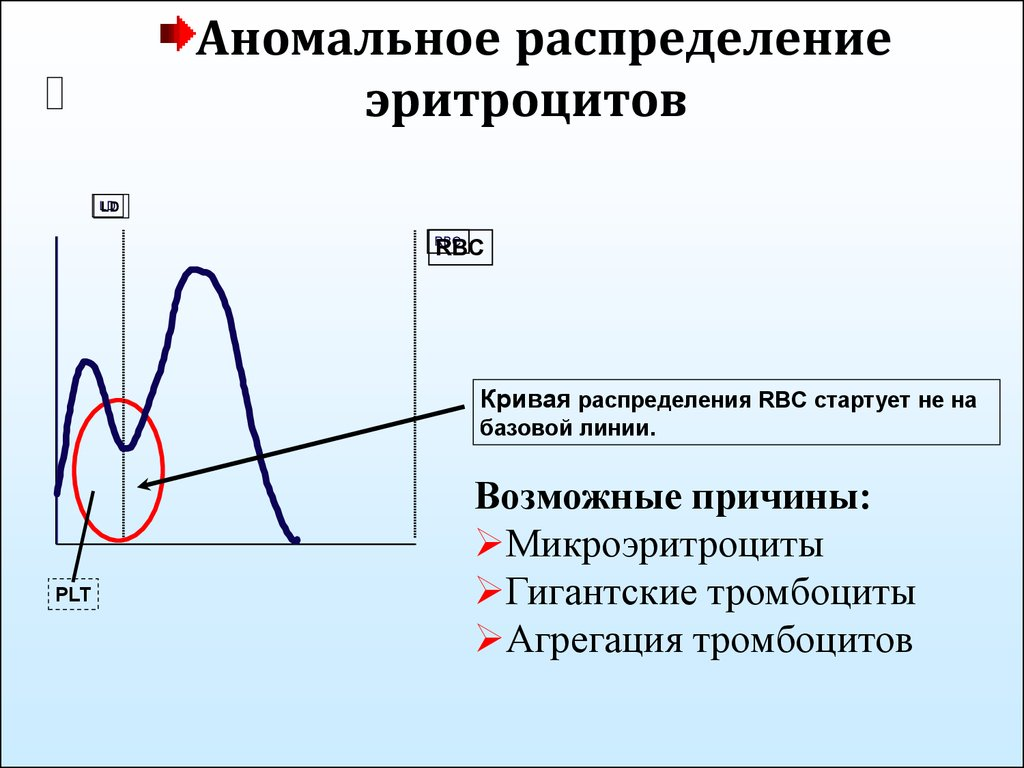 Аномальное распределение
эритроцитов
LD
RBC
Кривая распределения RBC стартует не на
базовой линии.
Возможные причины:
Микроэритроциты
Гигантские тромбоциты
Агрегация тромбоцитов
PLT